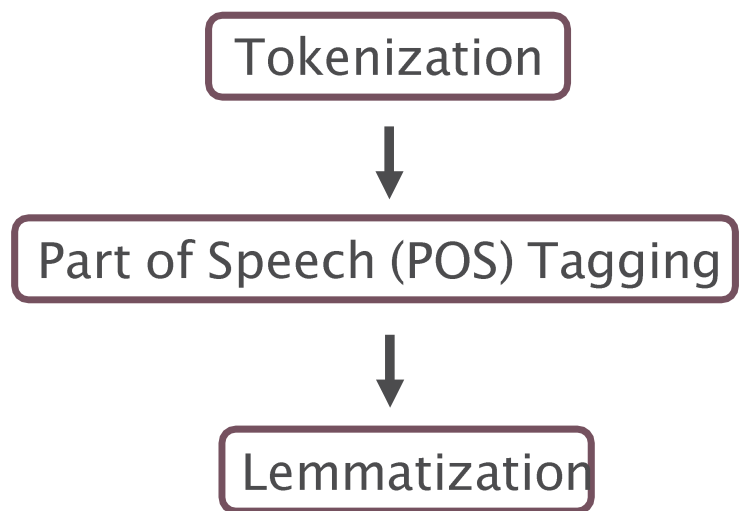 Tokenization
Part of Speech (POS) Tagging
Lemmatization